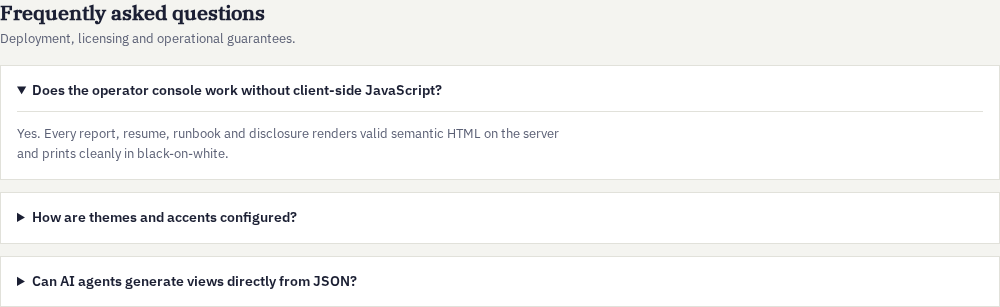 Frequently asked questions
Deployment, licensing and operational guarantees.
Does the operator console work without client-side JavaScript?
Yes. Every report, resume, runbook and disclosure renders valid semantic HTML on the server
and prints cleanly in black-on-white.
How are themes and accents configured?
Can AI agents generate views directly from JSON?